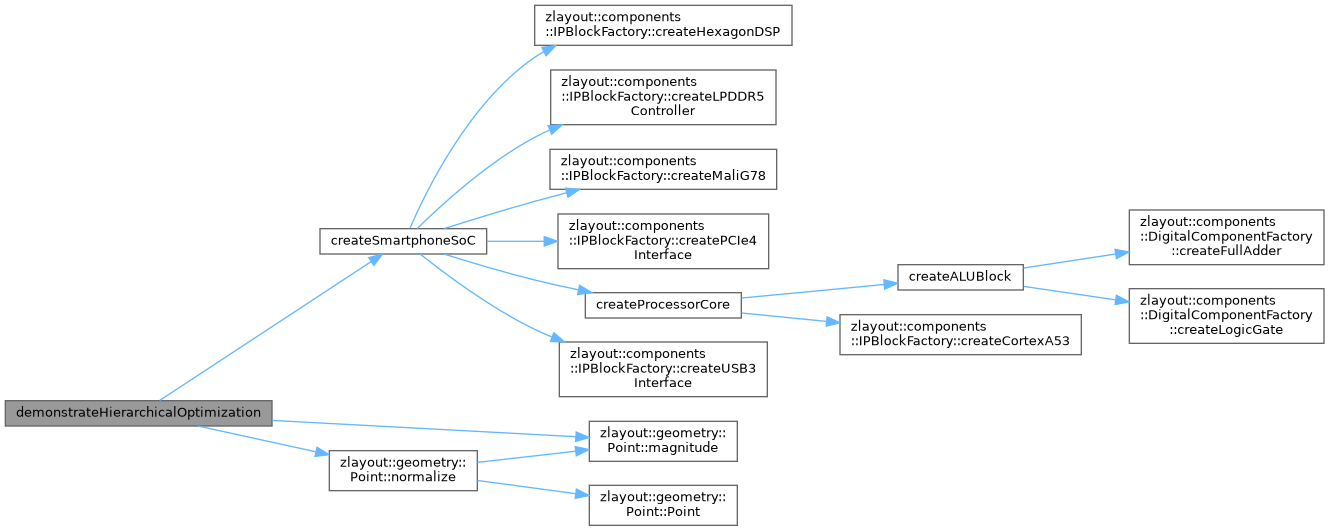 zlayout::components
::IPBlockFactory::createHexagonDSP
zlayout::components
::IPBlockFactory::createLPDDR5
Controller
zlayout::components
::IPBlockFactory::createMaliG78
createSmartphoneSoC
zlayout::components
::IPBlockFactory::createPCIe4
Interface
zlayout::components
::DigitalComponentFactory
::createFullAdder
createALUBlock
createProcessorCore
zlayout::components
::DigitalComponentFactory
::createLogicGate
zlayout::components
::IPBlockFactory::createCortexA53
zlayout::components
::IPBlockFactory::createUSB3
Interface
demonstrateHierarchicalOptimization
zlayout::geometry::
Point::magnitude
zlayout::geometry::
Point::normalize
zlayout::geometry::
Point::Point